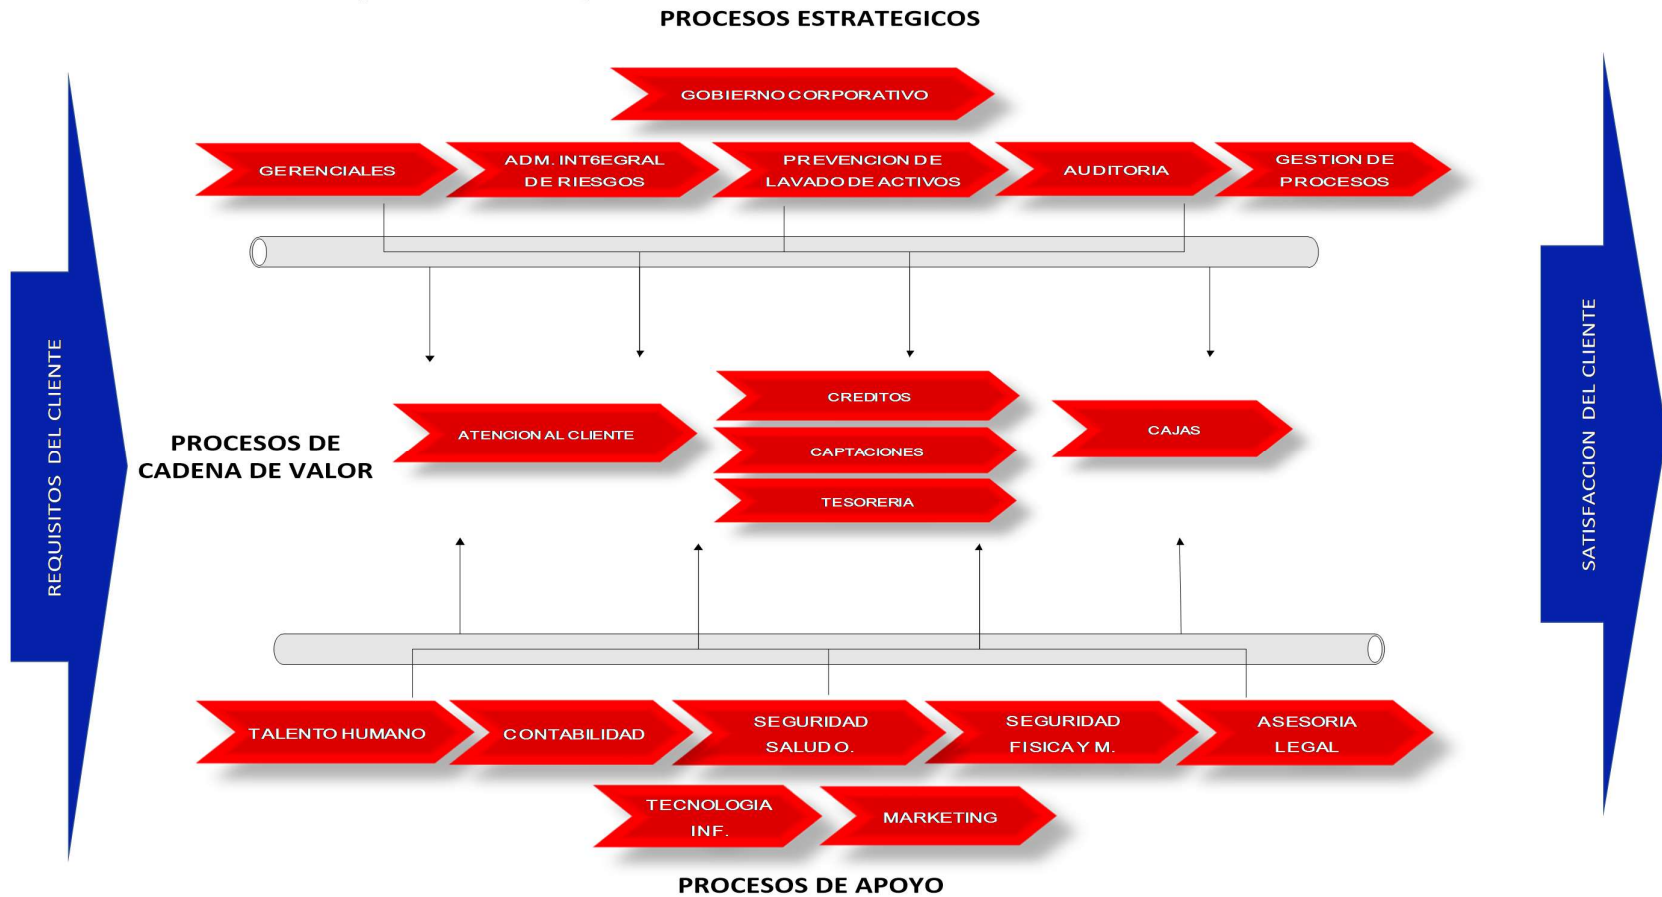 PROCESOS ESTRATEGICOS
GOBIERNO CORPORATIVO
GERENCIALES
ADM. INT6EGRAL
DE RIESGOS
PREVENCION DE
LAVADO DE ACTIVOS
AUDITORIA
GESTION DE
PROCESOS
REQUISITOS DEL CLIENTE
PROCESOS DE
CADENA DE VALOR
ATENCION AL CLIENTE
CREDITOS
CAPTACIONES
TESORERIA
CAJAS
SATISFACCION DEL CLIENTE
TALENTO HUMANO
CONTABILIDAD
SEGURIDAD
SALUD O.
SEGURIDAD
FISICA Y M.
ASESORIA
LEGAL
TECNOLOGIA
INF.
MARKETING
PROCESOS DE APOYO